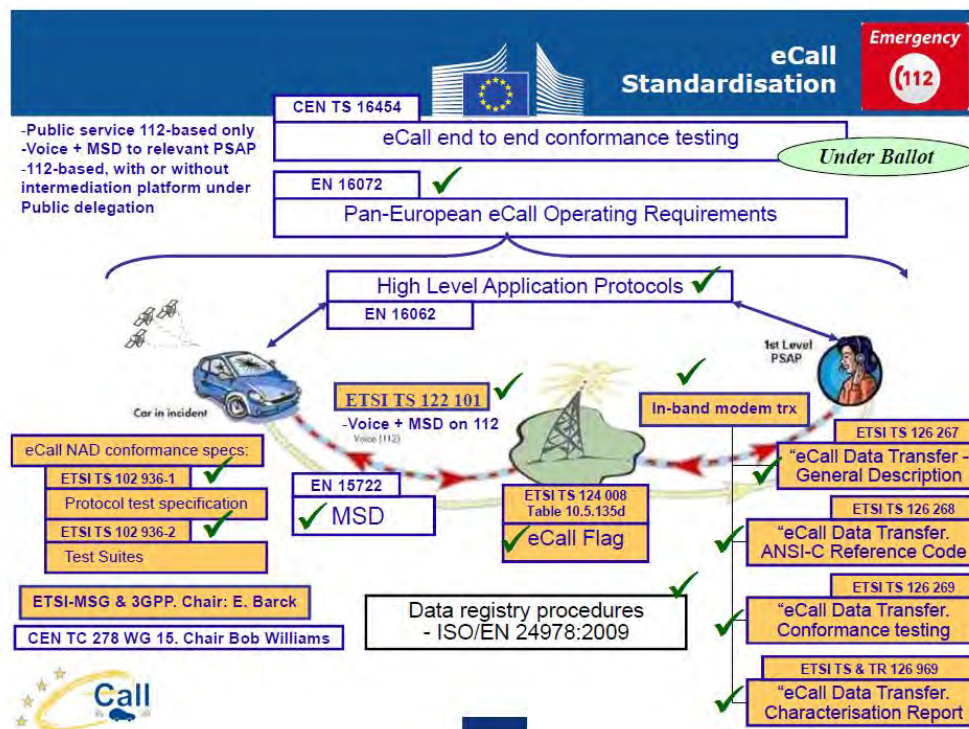 eCall
Standardisation
Emergency
112
CEN TS 16454
eCall end to end conformance testing
-Public service 112-based only
-Voice + MSD to relevant PSAP
-112-based, with or without
intermediation platform under
Public delegation
Under Ballot
EN 16072
Pan-European eCall Operating Requirements
High Level Application Protocols
EN 16062
1st Level
PSAP
Car in incident
ETSI TS 122 101
-Voice + MSD on 112
Voice (112)
In-band modem trx
eCall NAD conformance specs:
ETSI TS 102 936-1
Protocol test specification
ETSI TS 102 936-2
Test Suites
EN 15722
MSD
ETSI TS 124 008
Table 10.5.135d
eCall Flag
ETSI TS 126 267
“eCall Data Transfer -
General Description
ETSI TS 126 268
“eCall Data Transfer.
ANSI-C Reference Code
ETSI TS 126 269
“eCall Data Transfer.
Conformance testing
ETSI TS & TR 126 969
“eCall Data Transfer.
Characterisation Report
ETSI-MSG & 3GPP. Chair: E. Barck
CEN TC 278 WG 15. Chair Bob Williams
Data registry procedures
- ISO/EN 24978:2009
Call